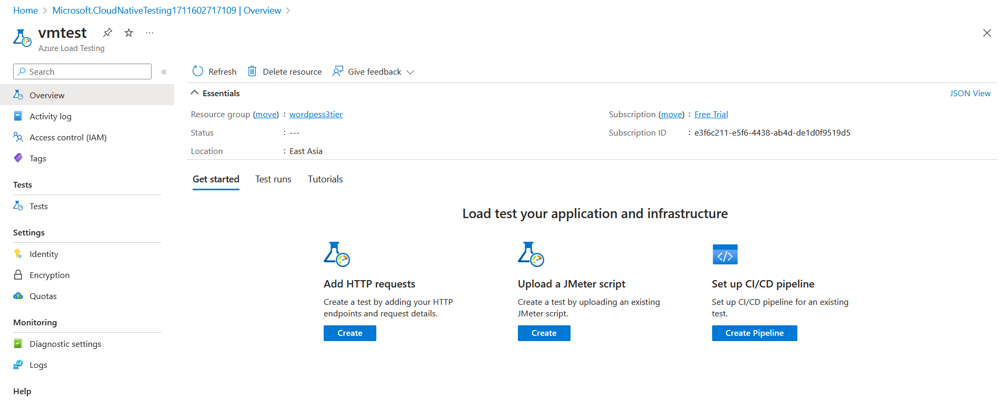 Home > Microsoft.CloudNativeTesting1711602717109 | Overview >
vmtest
Azure Load Testing
Search
«
Refresh
Delete resource
Give feedback
Overview
Activity log
Access control (IAM)
Tags
Tests
Tests
Settings
Identity
Encryption
Quotas
Monitoring
Diagnostic settings
Logs
Help
Essentials
JSON View
Resource group (move) : wordpess3tier
Subscription (move) : Free Trial
Status : ---
Subscription ID : e3f6c211-e5f6-4438-ab4d-de1d0f9519d5
Location : East Asia
Get started Test runs Tutorials
Load test your application and infrastructure
Add HTTP requests
Create a test by adding your HTTP
endpoints and request details.
Create
Upload a JMeter script
Create a test by uploading an existing
JMeter script.
Create
</>
Set up CI/CD pipeline
Set up CI/CD pipeline for an existing
test.
Create Pipeline